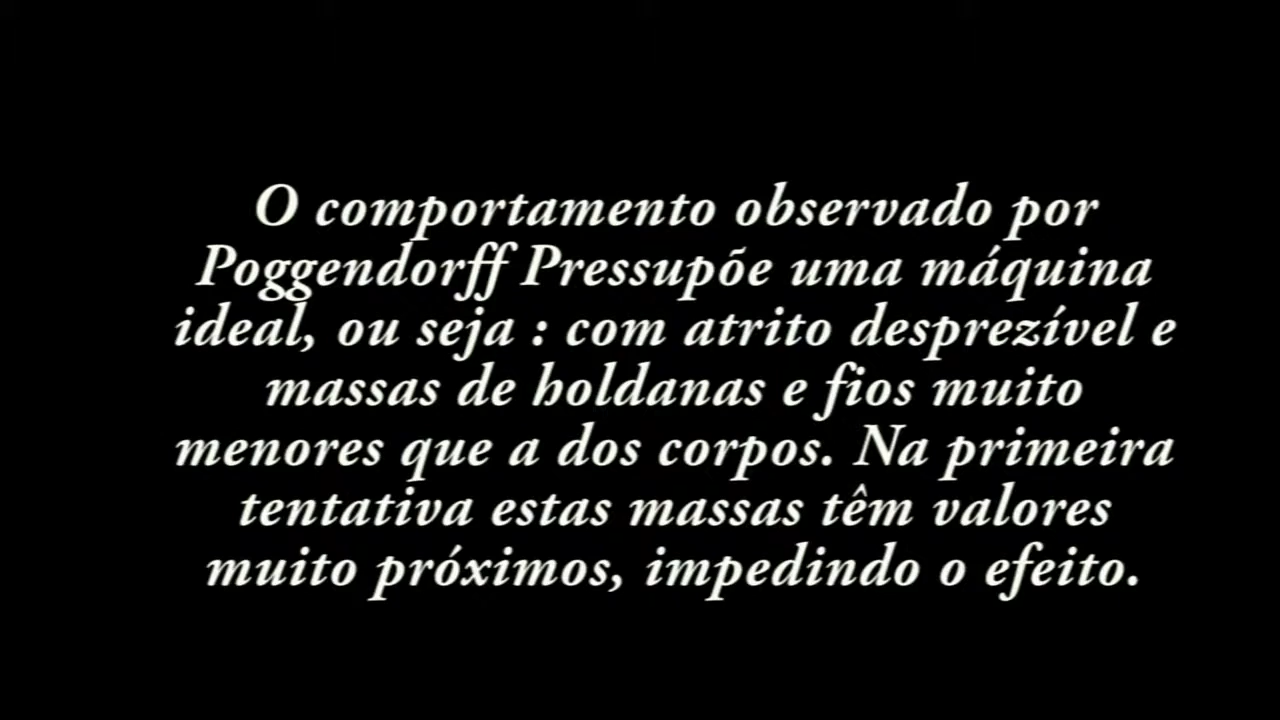 O comportamento observado por
Poggendorff Pressupõe uma máquina
ideal, ou seja : com atrito desprezível e
massas de holdanas e fios muito
menores que a dos corpos. Na primeira
tentativa estas massas têm valores
muito próximos, impedindo o efeito.